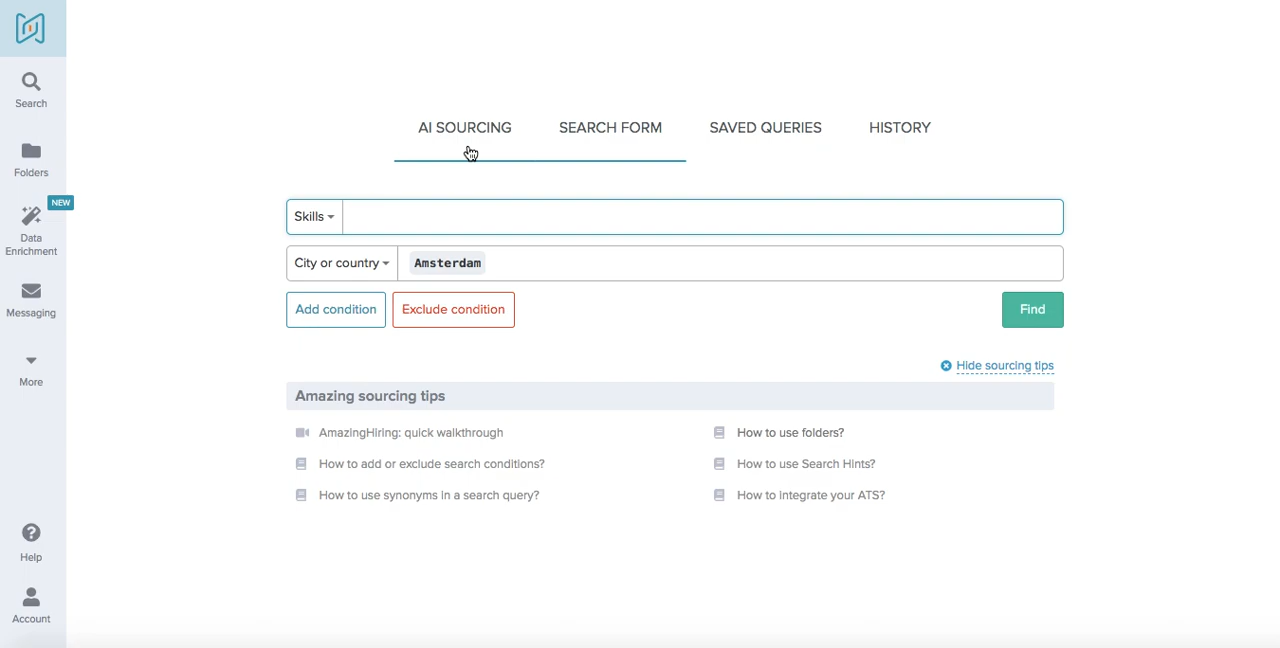 AI SOURCING SEARCH FORM SAVED QUERIES HISTORY
Search
Folders
NEW
Data
Enrichment
Messaging
More
Help
Account
Skills
City or country Amsterdam
Add condition Exclude condition Find
Hide sourcing tips
Amazing sourcing tips
AmazingHiring: quick walkthrough How to use folders?
How to add or exclude search conditions? How to use Search Hints?
How to use synonyms in a search query? How to integrate your ATS?